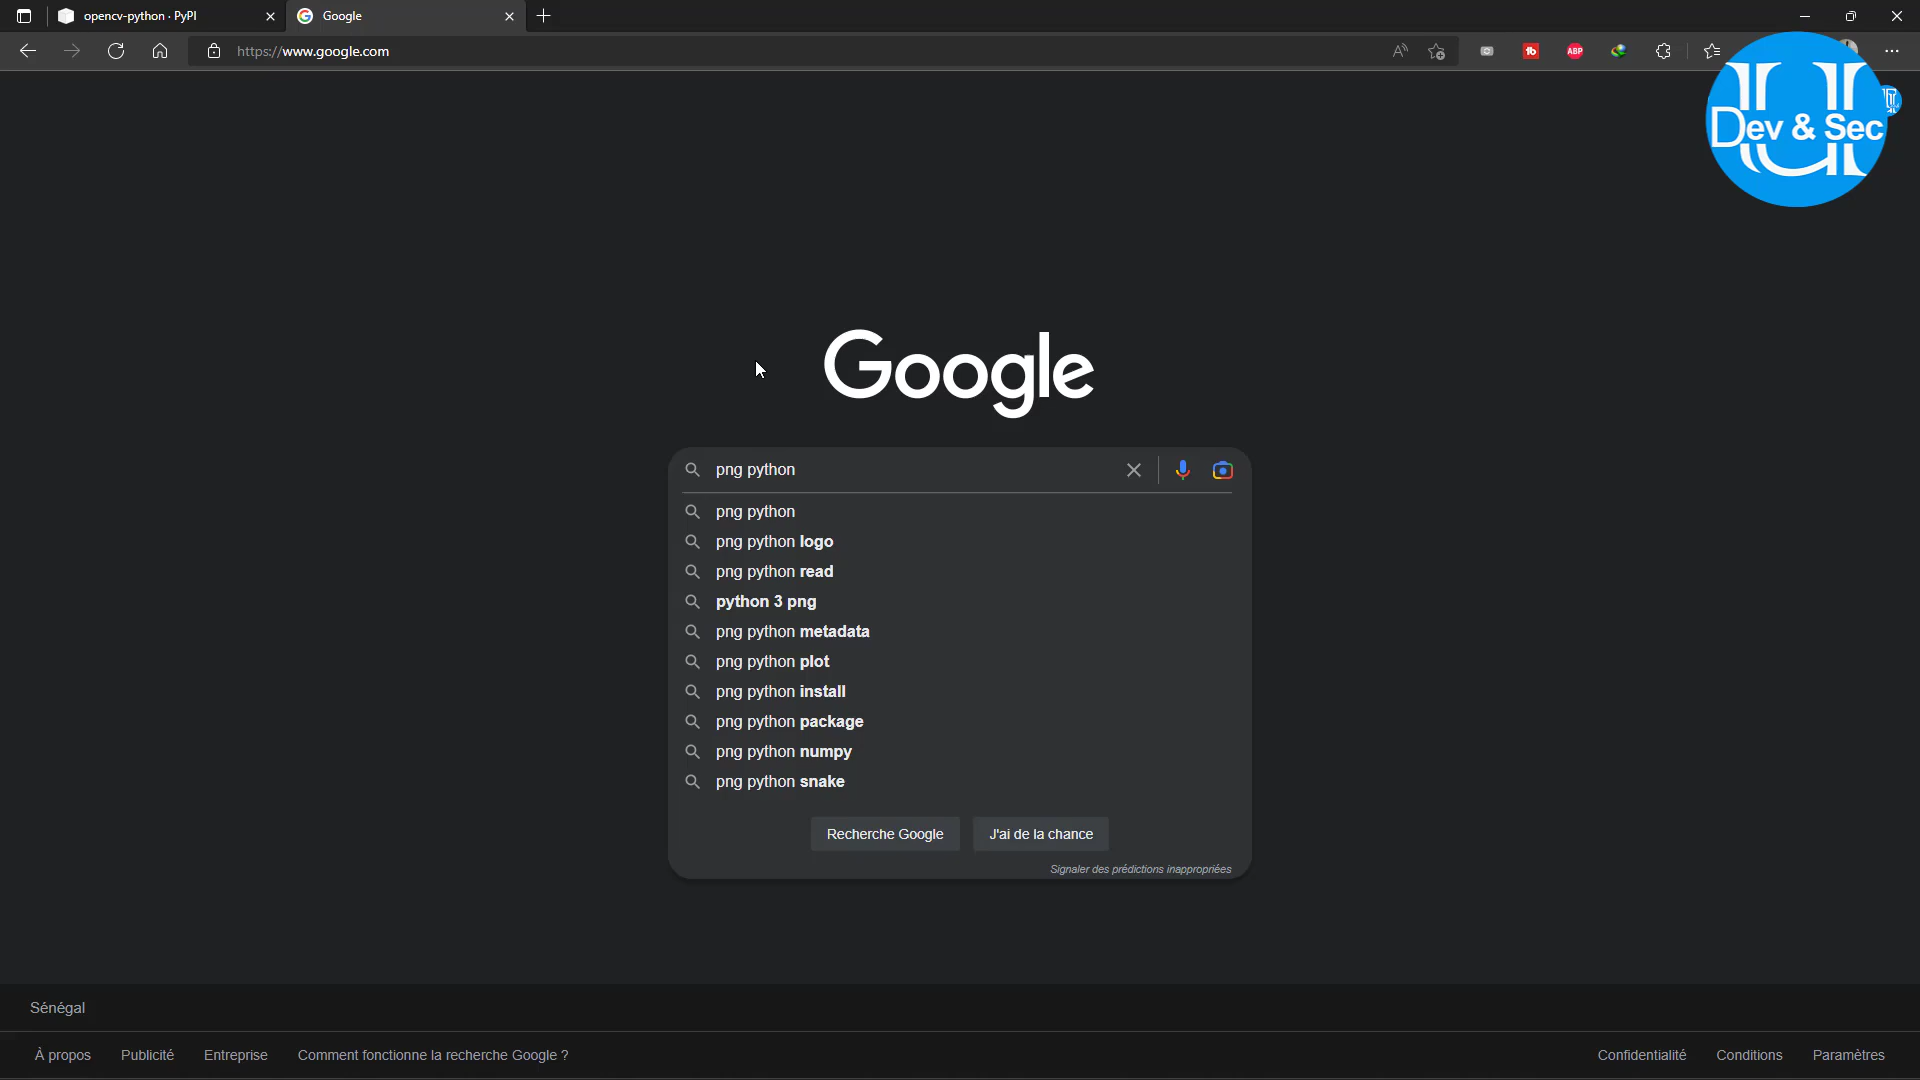 opencv-python · PyPI
Google
https://www.google.com
ABP
Dev & Sec
Google
png python
png python
png python logo
png python read
python 3 png
png python metadata
png python plot
png python install
png python package
png python numpy
png python snake
Recherche Google
J'ai de la chance
Signaler des prédictions inappropriées
Sénégal
À propos
Publicité
Entreprise
Comment fonctionne la recherche Google ?
Confidentialité
Conditions
Paramètres